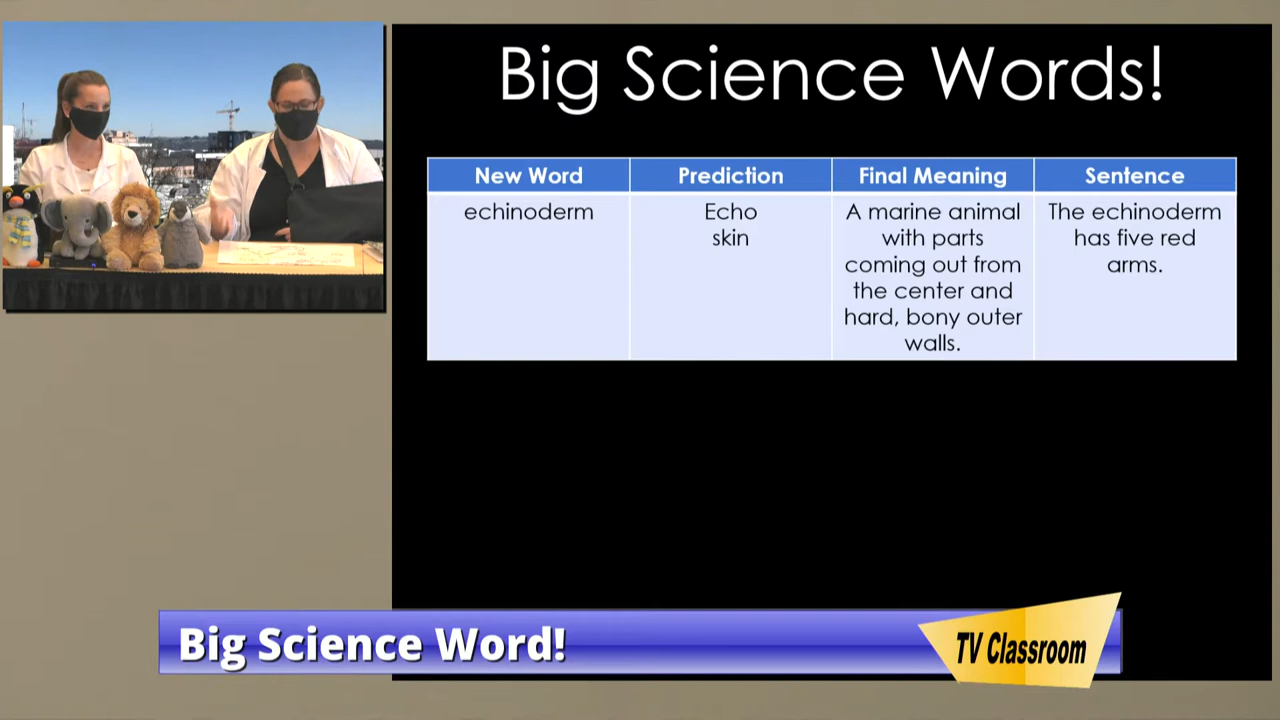 Big Science Words!
New Word
Prediction
Final Meaning
Sentence
echinoderm
Echo
skin
A marine animal
with parts
coming out from
the center and
hard, bony outer
walls.
The echinoderm
has five red
arms.
Big Science Word!
TV Classroom